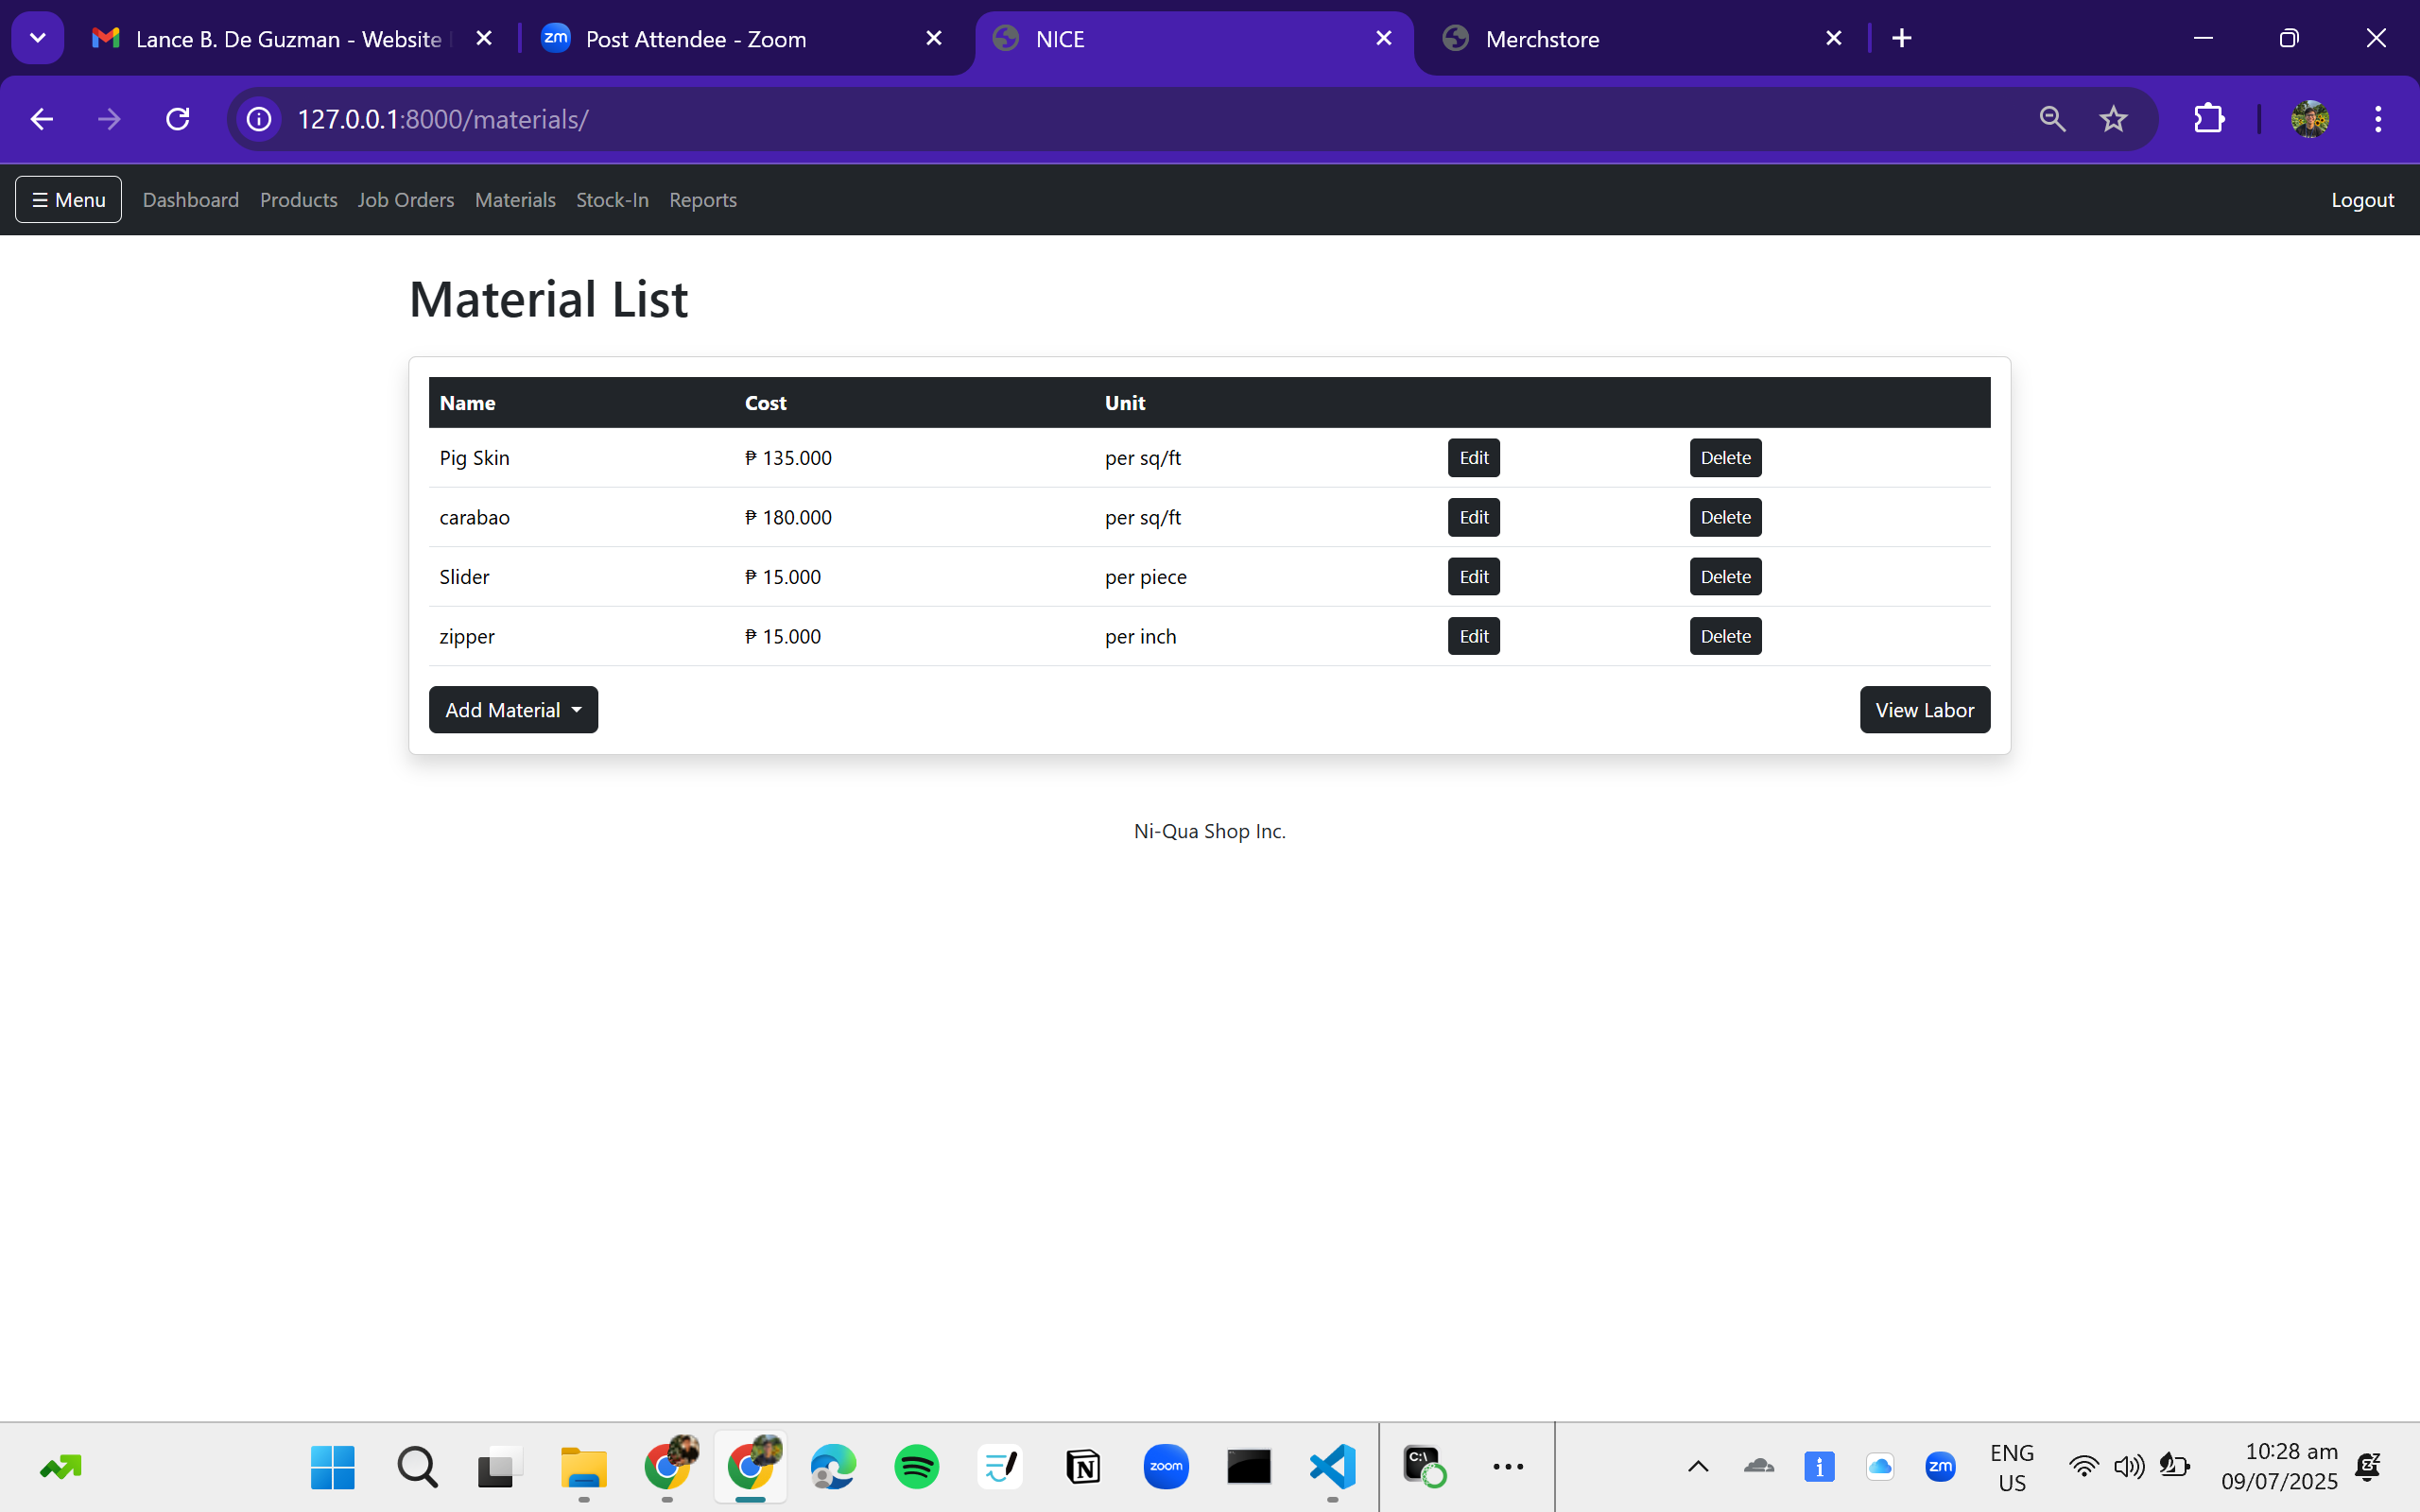 Lance B. De Guzman - Website
zm Post Attendee - Zoom
NICE
Merchstore
127.0.0.1:8000/materials/
☰ Menu Dashboard Products Job Orders Materials Stock-In Reports Logout
Material List
Name Cost Unit
Pig Skin ₱ 135.000 per sq/ft Edit Delete
carabao ₱ 180.000 per sq/ft Edit Delete
Slider ₱ 15.000 per piece Edit Delete
zipper ₱ 15.000 per inch Edit Delete
Add Material View Labor
Ni-Qua Shop Inc.
zoom
C:\
zm
ENG
US
10:28 am
09/07/2025